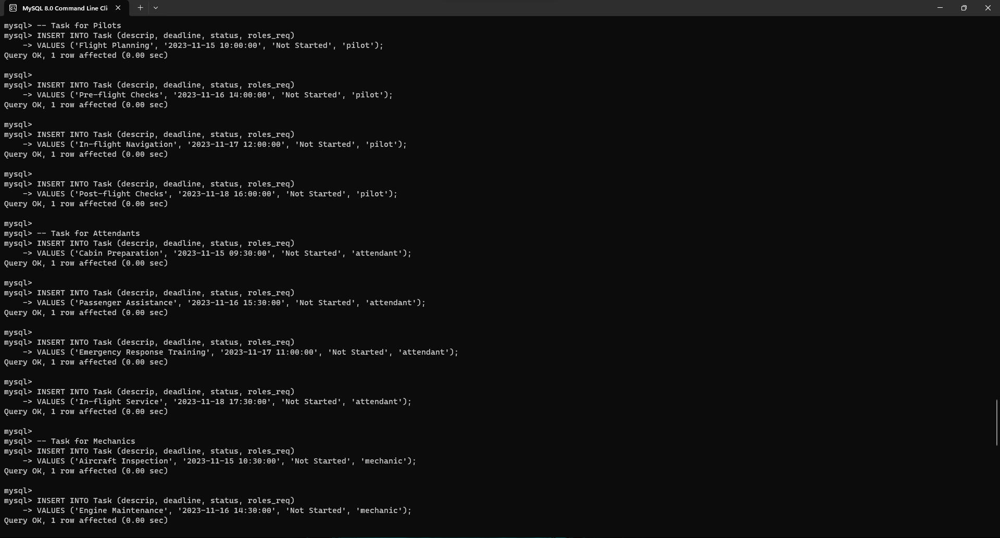 MySQL 8.0 Command Line Cli
mysql> -- Task for Pilots
mysql> INSERT INTO Task (descrip, deadline, status, roles_req)
    -> VALUES ('Flight Planning', '2023-11-15 10:00:00', 'Not Started', 'pilot');
Query OK, 1 row affected (0.00 sec)

mysql>
mysql> INSERT INTO Task (descrip, deadline, status, roles_req)
    -> VALUES ('Pre-flight Checks', '2023-11-16 14:00:00', 'Not Started', 'pilot');
Query OK, 1 row affected (0.00 sec)

mysql>
mysql> INSERT INTO Task (descrip, deadline, status, roles_req)
    -> VALUES ('In-flight Navigation', '2023-11-17 12:00:00', 'Not Started', 'pilot');
Query OK, 1 row affected (0.00 sec)

mysql>
mysql> INSERT INTO Task (descrip, deadline, status, roles_req)
    -> VALUES ('Post-flight Checks', '2023-11-18 16:00:00', 'Not Started', 'pilot');
Query OK, 1 row affected (0.00 sec)

mysql>
mysql> -- Task for Attendants
mysql> INSERT INTO Task (descrip, deadline, status, roles_req)
    -> VALUES ('Cabin Preparation', '2023-11-15 09:30:00', 'Not Started', 'attendant');
Query OK, 1 row affected (0.00 sec)

mysql>
mysql> INSERT INTO Task (descrip, deadline, status, roles_req)
    -> VALUES ('Passenger Assistance', '2023-11-16 15:30:00', 'Not Started', 'attendant');
Query OK, 1 row affected (0.00 sec)

mysql>
mysql> INSERT INTO Task (descrip, deadline, status, roles_req)
    -> VALUES ('Emergency Response Training', '2023-11-17 11:00:00', 'Not Started', 'attendant');
Query OK, 1 row affected (0.00 sec)

mysql>
mysql> INSERT INTO Task (descrip, deadline, status, roles_req)
    -> VALUES ('In-flight Service', '2023-11-18 17:30:00', 'Not Started', 'attendant');
Query OK, 1 row affected (0.00 sec)

mysql>
mysql> -- Task for Mechanics
mysql> INSERT INTO Task (descrip, deadline, status, roles_req)
    -> VALUES ('Aircraft Inspection', '2023-11-15 10:30:00', 'Not Started', 'mechanic');
Query OK, 1 row affected (0.00 sec)

mysql>
mysql> INSERT INTO Task (descrip, deadline, status, roles_req)
    -> VALUES ('Engine Maintenance', '2023-11-16 14:30:00', 'Not Started', 'mechanic');
Query OK, 1 row affected (0.00 sec)